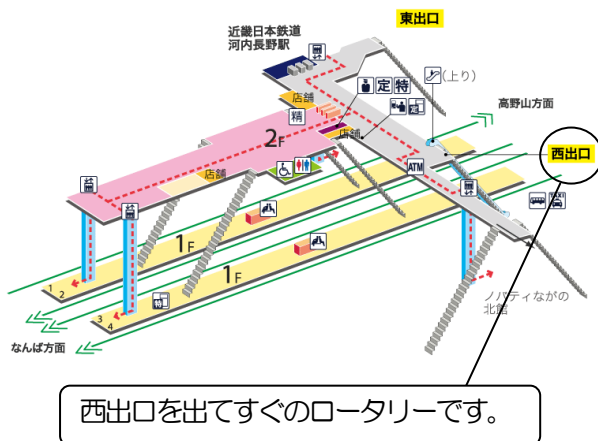 東出口
近畿日本鉄道
河内長野駅
(上り)
店舗
定
特
高野山方面
精
2F
店舗
西出口
ATM
店舗
TAXI
1F
1F
1
2
ノバティながの
北館
3
4
特
なんば方面
西出口を出てすぐのロータリーです。